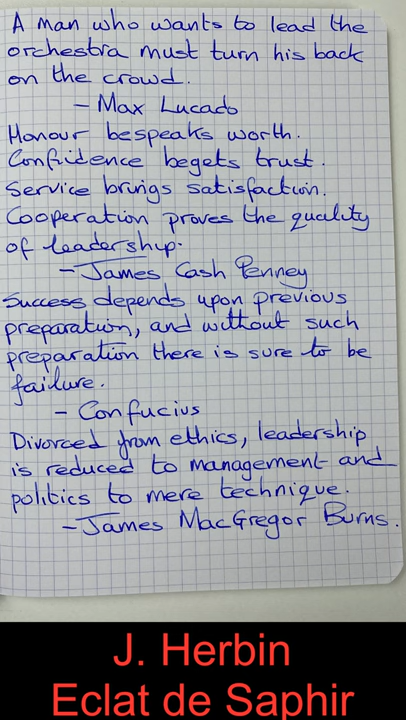 A man who wants to lead the
orchestra must turn his back
on the crowd.
- Max Lucado
Honour bespeaks worth.
Confidence begets trust.
Service brings satisfaction.
Cooperation proves the quality
of leadership.
- James Cash Penney
Success depends upon previous
preparation, and without such
preparation there is sure to be
failure.
- Confucius
Divorced from ethics, leadership
is reduced to management and
politics to mere technique.
- James MacGregor Burns.
J. Herbin
Eclat de Saphir